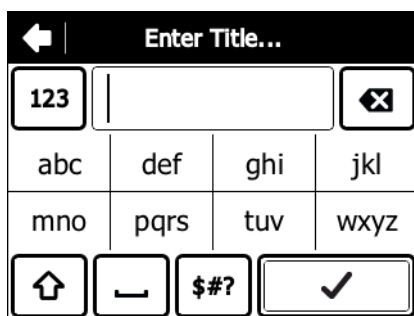 Enter Title...
123
abc def ghi jkl
mno pqrs tuv wxyz
$#?